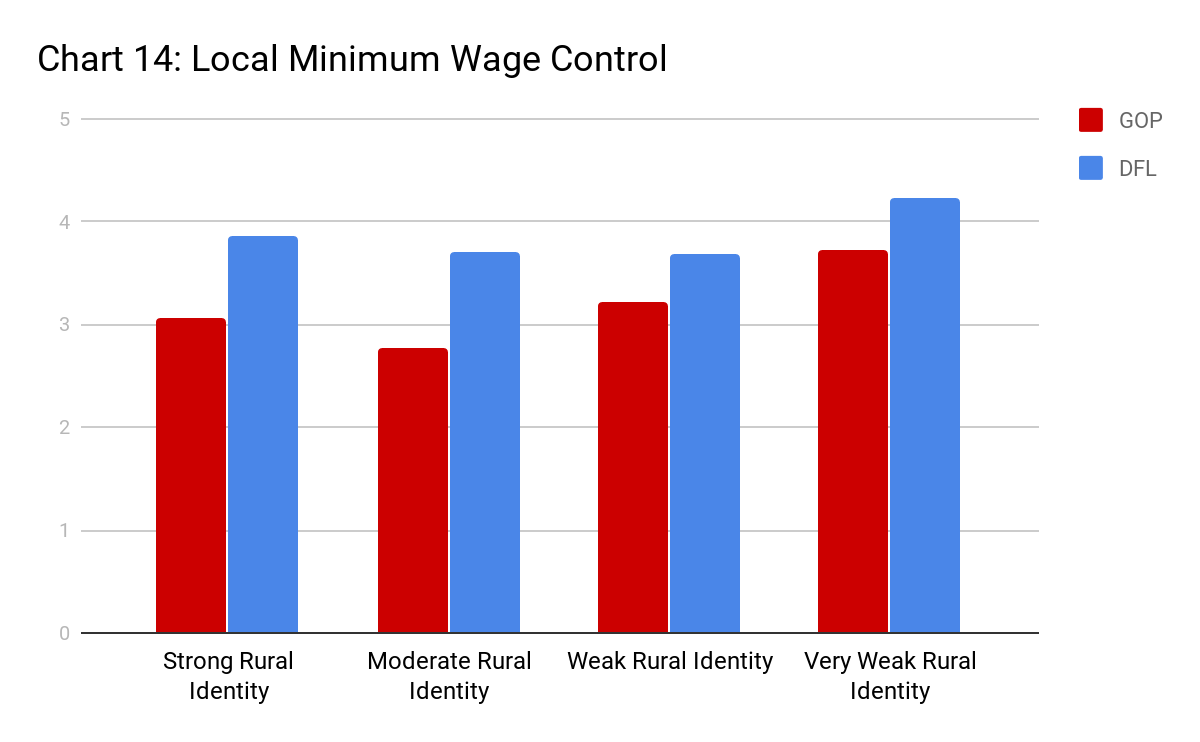 Chart 14: Local Minimum Wage Control
5
4
3
2
1
0
GOP
DFL
Strong Rural
Identity
Moderate Rural
Identity
Weak Rural Identity
Very Weak Rural
Identity